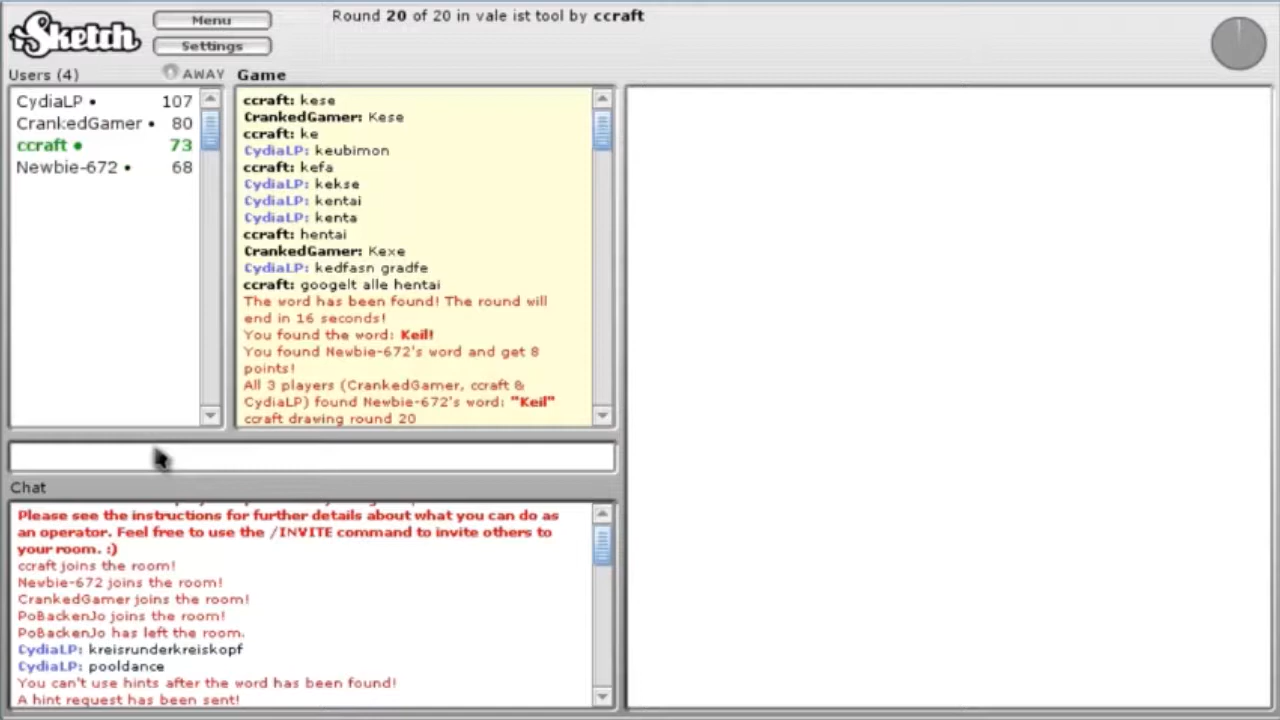 iSketch
Menu
Settings
Round 20 of 20 in vale ist tool by ccraft
Users (4)
AWAY
Game
CydiaLP • 107
CrankedGamer • 80
ccraft • 73
Newbie-672 • 68
ccraft: kese
CrankedGamer: Kese
ccraft: ke
CydiaLP: keubimon
ccraft: kefa
CydiaLP: kekse
CydiaLP: kentai
CydiaLP: kenta
ccraft: hentai
CrankedGamer: Kexe
CydiaLP: kedfasn gradfe
ccraft: googelt alle hentai
The word has been found! The round will
end in 16 seconds!
You found the word: Keil!
You found Newbie-672's word and get 8
points!
All 3 players (CrankedGamer, ccraft &
CydiaLP) found Newbie-672's word: "Keil"
ccraft drawing round 20
Chat
Please see the instructions for further details about what you can do as
an operator. Feel free to use the /INVITE command to invite others to
your room. :)
ccraft joins the room!
Newbie-672 joins the room!
CrankedGamer joins the room!
PoBackenJo joins the room!
PoBackenJo has left the room.
CydiaLP: kreisrunderkreiskopf
CydiaLP: pooldance
You can't use hints after the word has been found!
A hint request has been sent!